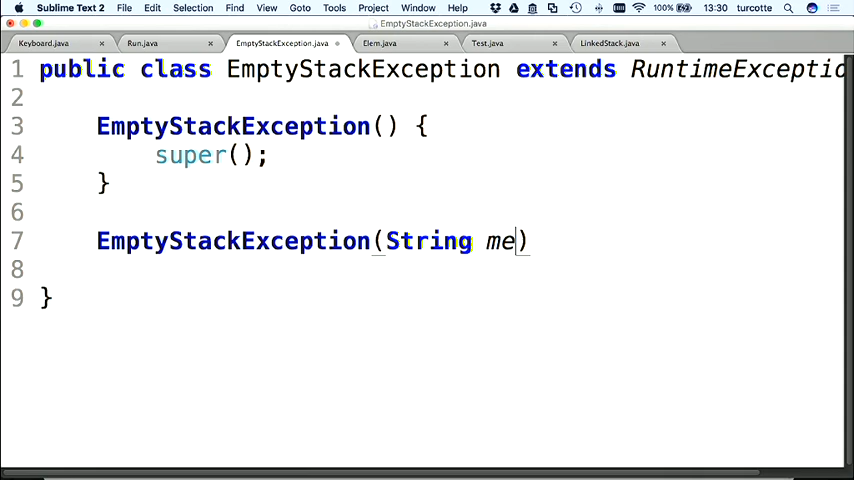 Sublime Text 2 File Edit Selection Find View Goto Tools Project Window Help 100% 13:30 turcotte
EmptyStackException.java
Keyboard.java Run.java EmptyStackException.java Elem.java Test.java LinkedStack.java
1 public class EmptyStackException extends RuntimeExceptio
2
3 EmptyStackException() {
4 super();
5 }
6
7 EmptyStackException(String me)
8
9 }